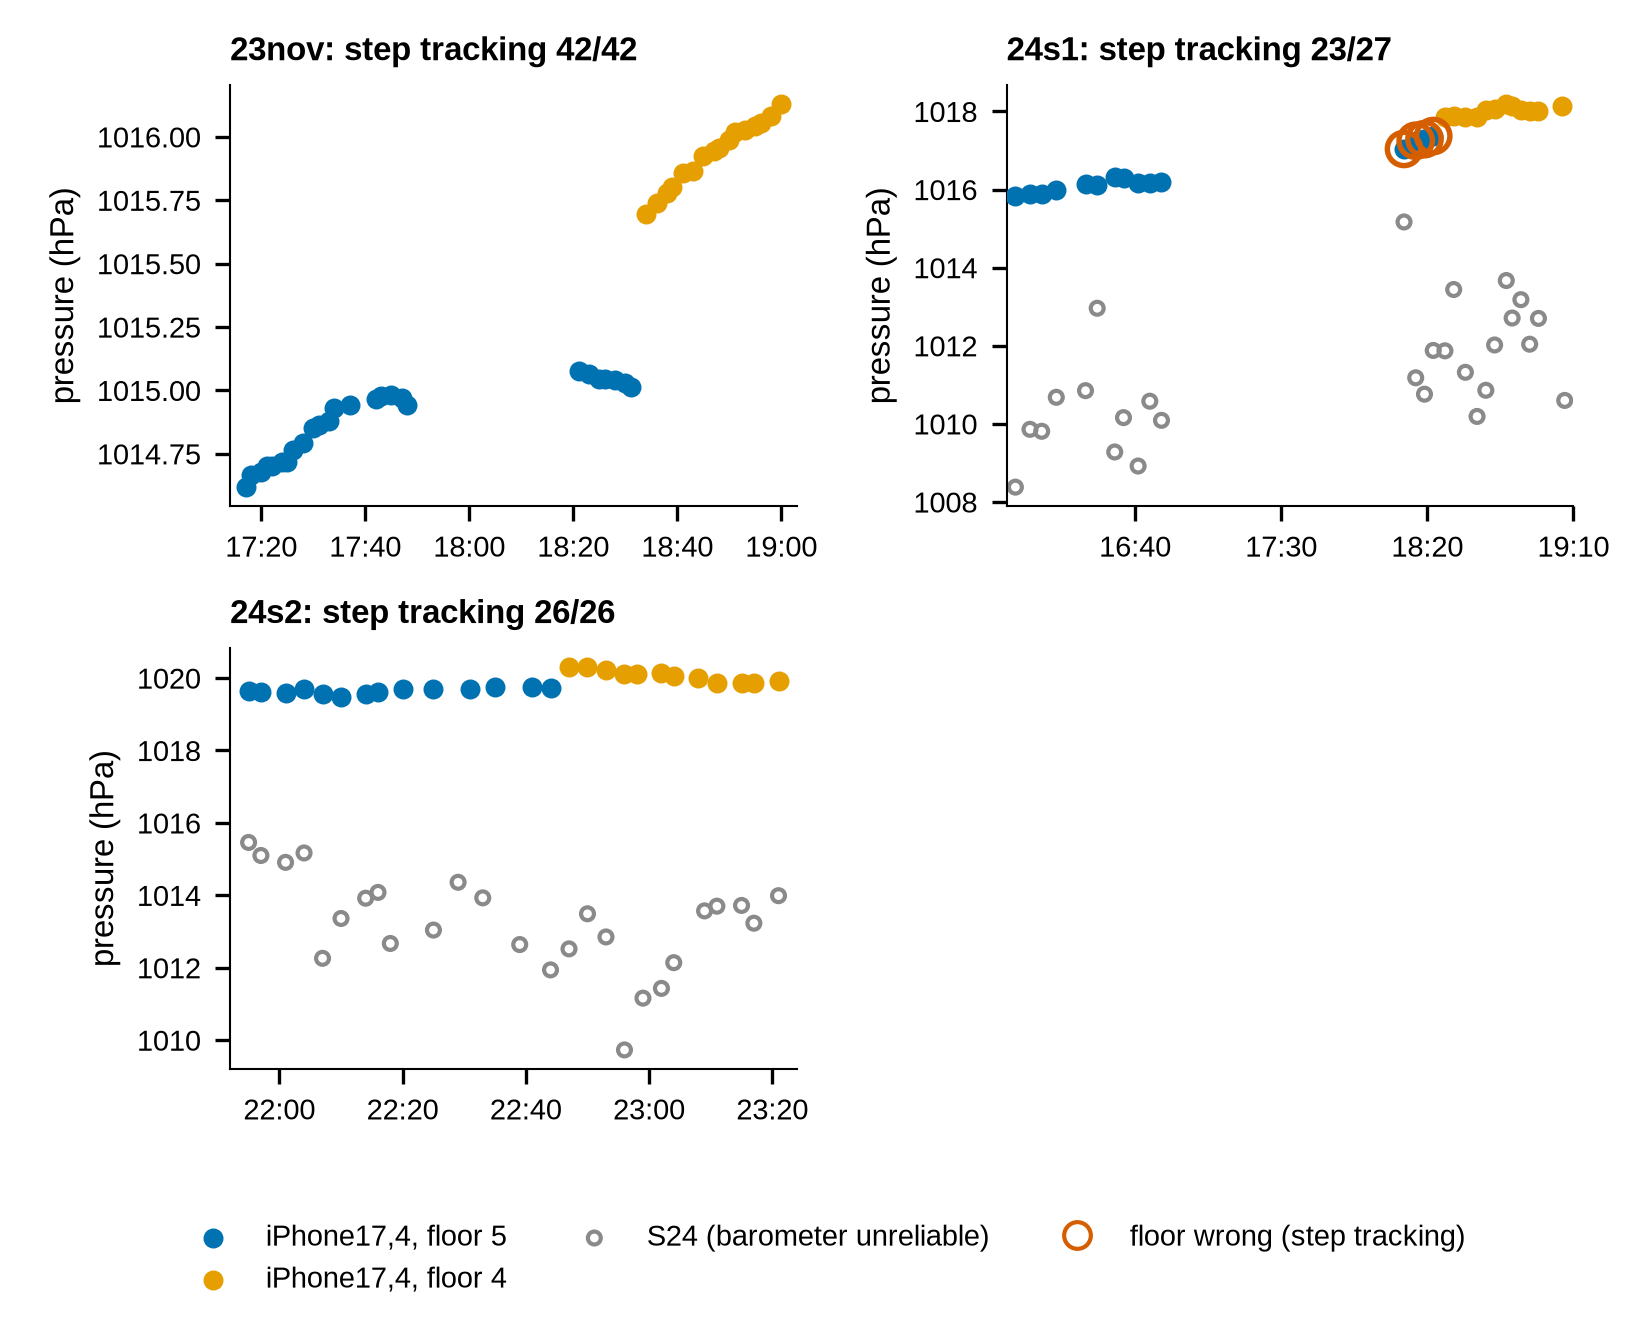 23nov: step tracking 42/42
pressure (hPa)
1016.00
1015.75
1015.50
1015.25
1015.00
1014.75
17:20 17:40 18:00 18:20 18:40 19:00
24s1: step tracking 23/27
pressure (hPa)
1018
1016
1014
1012
1010
1008
16:40 17:30 18:20 19:10
24s2: step tracking 26/26
pressure (hPa)
1020
1018
1016
1014
1012
1010
22:00 22:20 22:40 23:00 23:20
iPhone17,4, floor 5
iPhone17,4, floor 4
S24 (barometer unreliable)
floor wrong (step tracking)